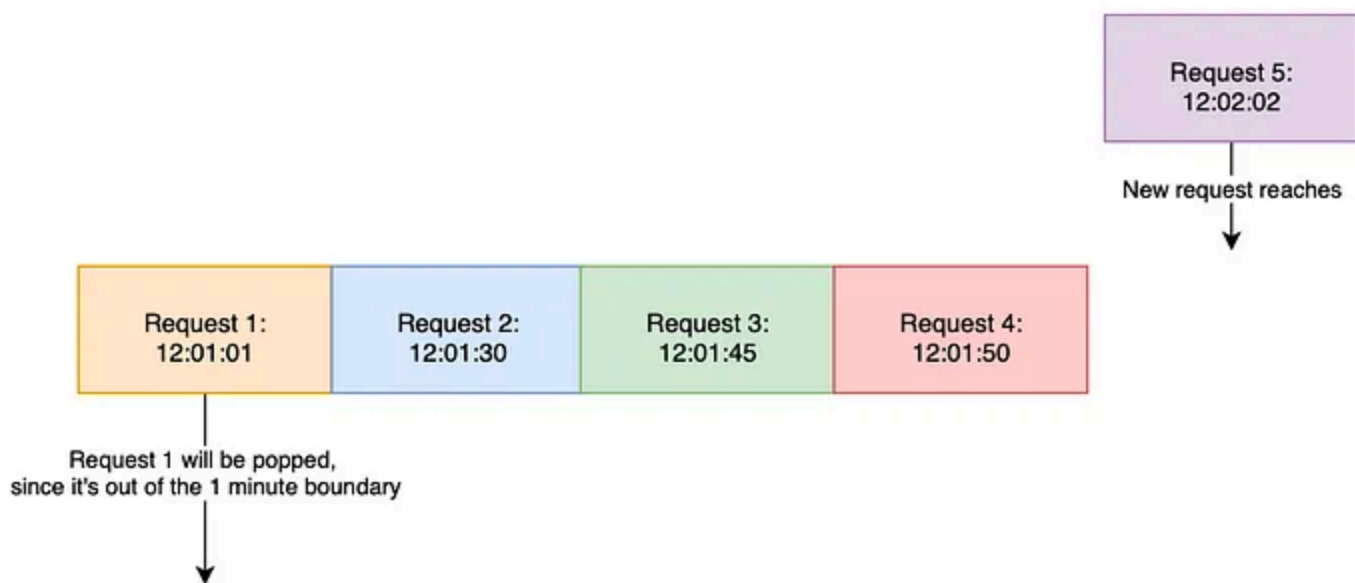 Request 5:
12:02:02
New request reaches
Request 1:
12:01:01
Request 2:
12:01:30
Request 3:
12:01:45
Request 4:
12:01:50
Request 1 will be popped,
since it's out of the 1 minute boundary